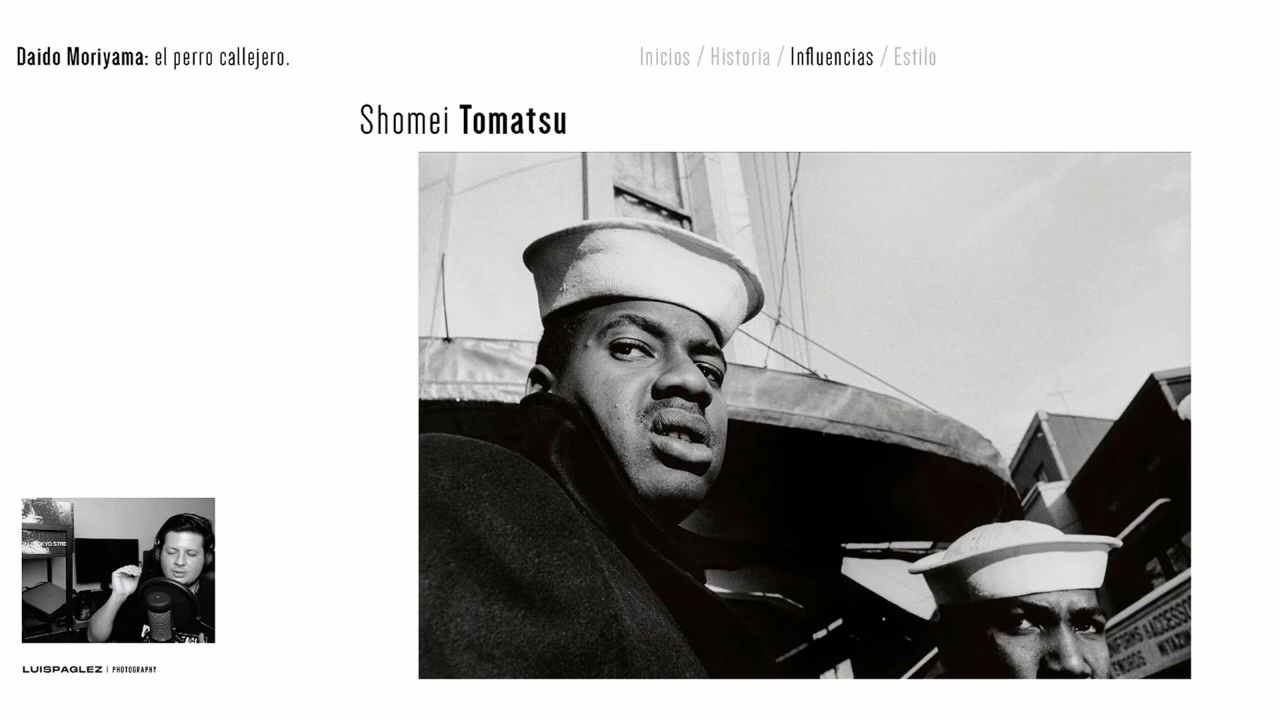 Daido Moriyama: el perro callejero.
Inicios / Historia / Influencias / Estilo
Shomei Tomatsu
LUISPAGLEZ | PHOTOGRAPHY